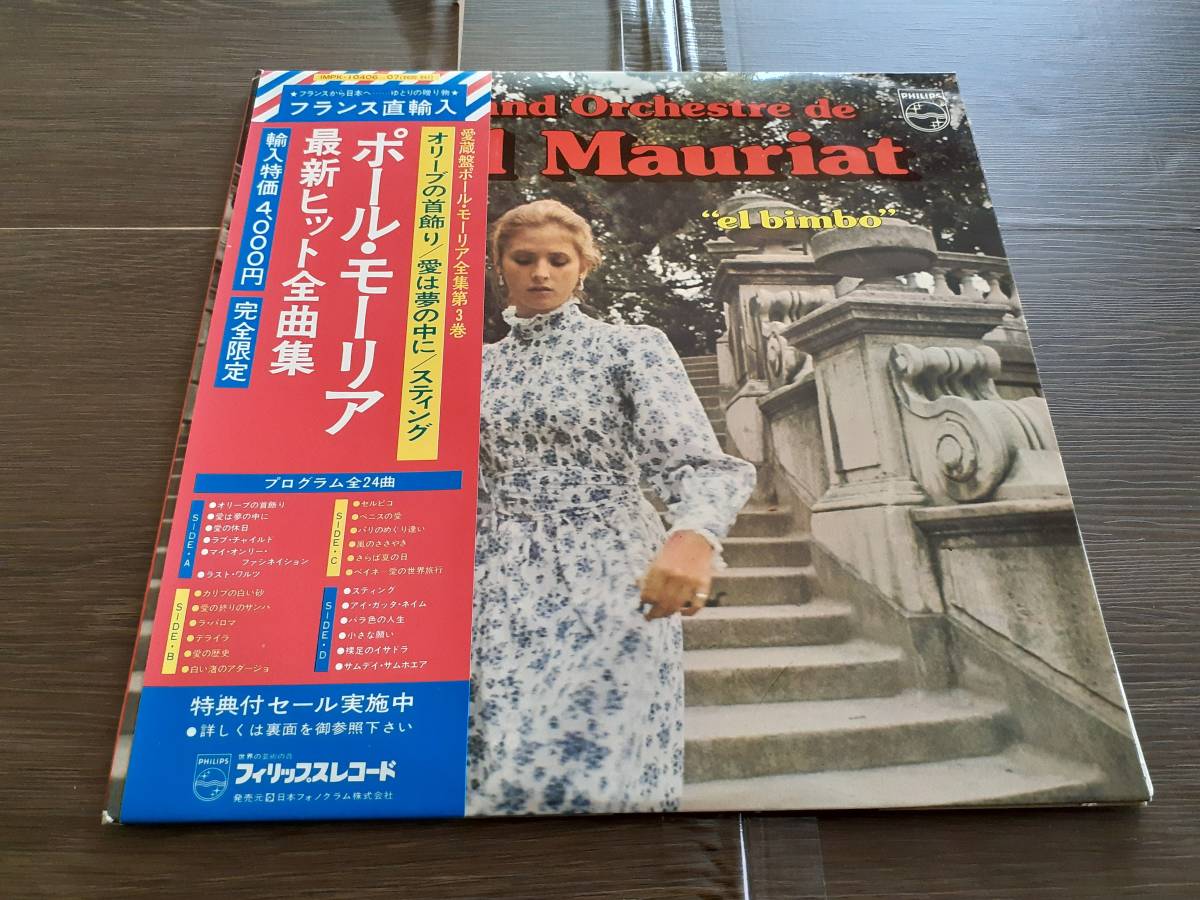 IMPK-10406~07
★フランスから日本へ……ゆとりの贈り物★
フランス直輸入
愛蔵盤ポール・モーリア全集第3巻
オリーブの首飾り/愛は夢の中に/スティング
ポール・モーリア
最新ヒット全曲集
輸入特価 4,000円 完全限定
プログラム全24曲
SIDE・A
●オリーブの首飾り
●愛は夢の中に
●愛の休日
●ラブ・チャイルド
●マイ・オンリー・
ファシネイション
●ラスト・ワルツ
SIDE・B
●カリブの白い砂
●愛の祈りのサンバ
●ラ・パロマ
●デライラ
●愛の歴史
●白い渚のアダージョ
SIDE・C
●セルピコ
●ベニスの愛
●パリのめぐり逢い
●風のささやき
●さらば夏の日
●ペイネ-愛の世界旅行
SIDE・D
●スティング
●アイ・ガッタ・ネイム
●バラ色の人生
●小さな願い
●裸足のイサドラ
●サムデイ・サムホエア
特典付セール実施中
●詳しくは裏面を御参照下さい
PHILIPS
世界の芸術の合
フィリップスレコード
発売元 日本フォノグラム株式会社
and Orchestre de
l Mauriat
“el bimbo”
PHILIPS